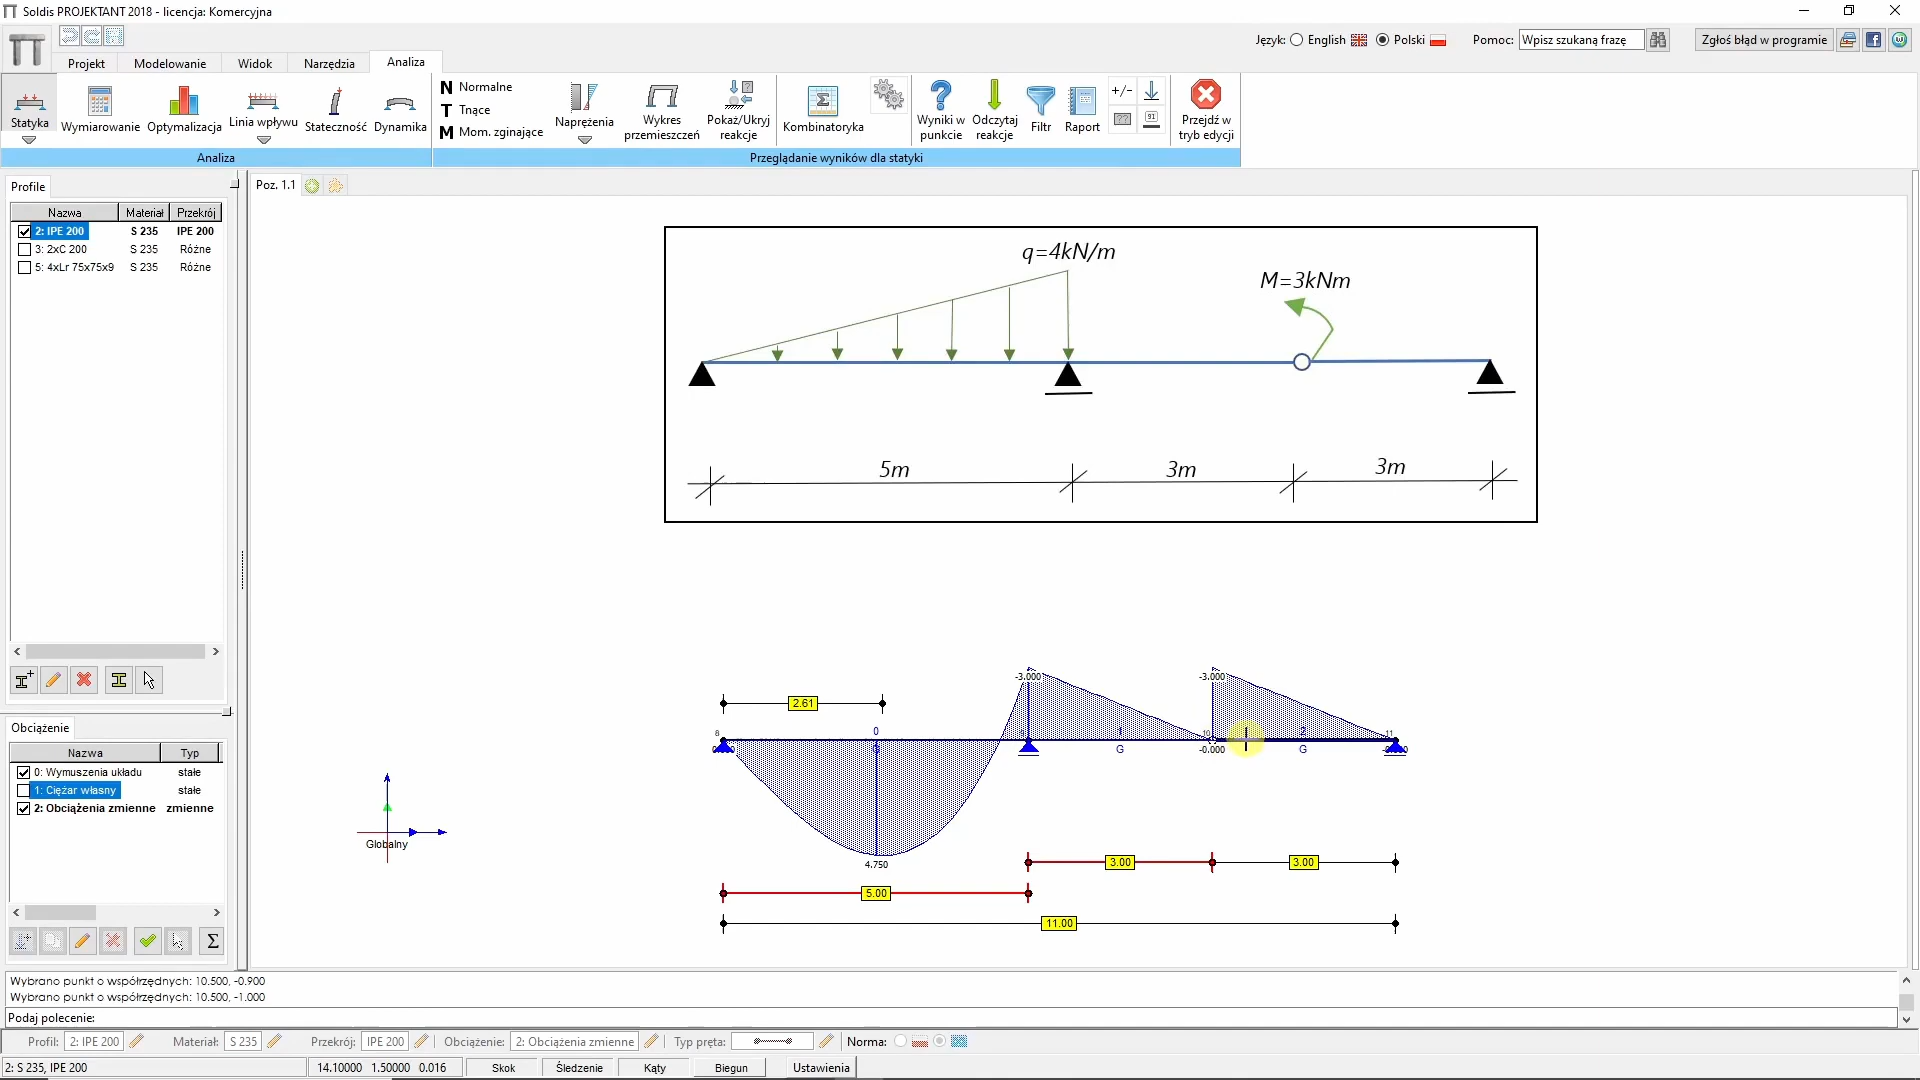 Soldis PROJEKTANT 2018 - licencja: Komercyjna
Język: English Polski Pomoc: Wpisz szukaną frazę Zgłoś błąd w programie
Projekt Modelowanie Widok Narzędzia Analiza
Statyka Wymiarowanie Optymalizacja Linia wpływu Stateczność Dynamika
Analiza
N Normalne
T Tnące
M Mom. zginające
Naprężenia
Wykres przemieszczeń
Pokaż/Ukryj reakcje
Kombinatoryka
Wyniki w punkcie
Odczytaj reakcje
Filtr
Raport
+/-
Przejdź w tryb edycji
Przeglądanie wyników dla statyki
Profile
Nazwa Materiał Przekrój
2: IPE 200 S 235 IPE 200
3: 2xC 200 S 235 Różne
5: 4xLr 75x75x9 S 235 Różne
Obciążenie
Nazwa Typ
0: Wymuszenia układu stałe
1: Ciężar własny stałe
2: Obciążenia zmienne zmienne
Σ
Poz. 1.1
q=4kN/m
M=3kNm
5m 3m 3m
-3.000 -3.000
2.61
8 0 9 1 10 2 11
G -0.000 G
4.750
3.00 3.00
5.00
11.00
Globalny
Wybrano punkt o współrzędnych: 10.500, -0.900
Wybrano punkt o współrzędnych: 10.500, -1.000
Podaj polecenie:
Profil: 2: IPE 200 Materiał: S 235 Przekrój: IPE 200 Obciążenie: 2: Obciążenia zmienne Typ pręta: Norma:
2: S 235, IPE 200 14.10000 1.50000 0.016 Skok Śledzenie Kąty Biegun Ustawienia